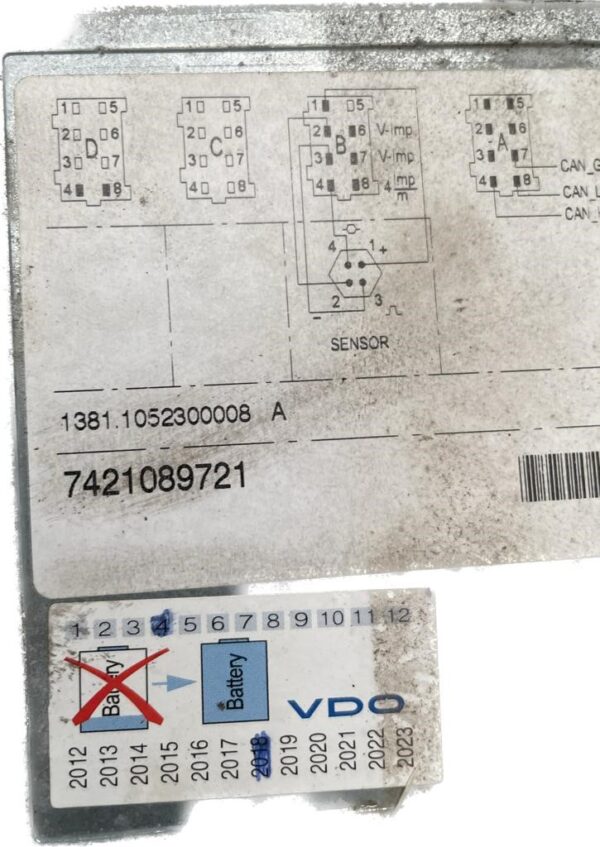 1 5 1 5 1 5 1 5
2 6 2 6 2 6 V-Imp 2 6
D C B A
3 7 3 7 3 7 V-Imp 3 7
4 8 4 8 4 8 4 Imp/m 4 8
CAN_
CAN_L
CAN_
4 1 +
2 3
-
SENSOR
1381.1052300008 A
7421089721
1 2 3 4 5 6 7 8 9 10 11 12
Battery Battery
VDO
2012 2013 2014 2015 2016 2017 2018 2019 2020 2021 2022 2023